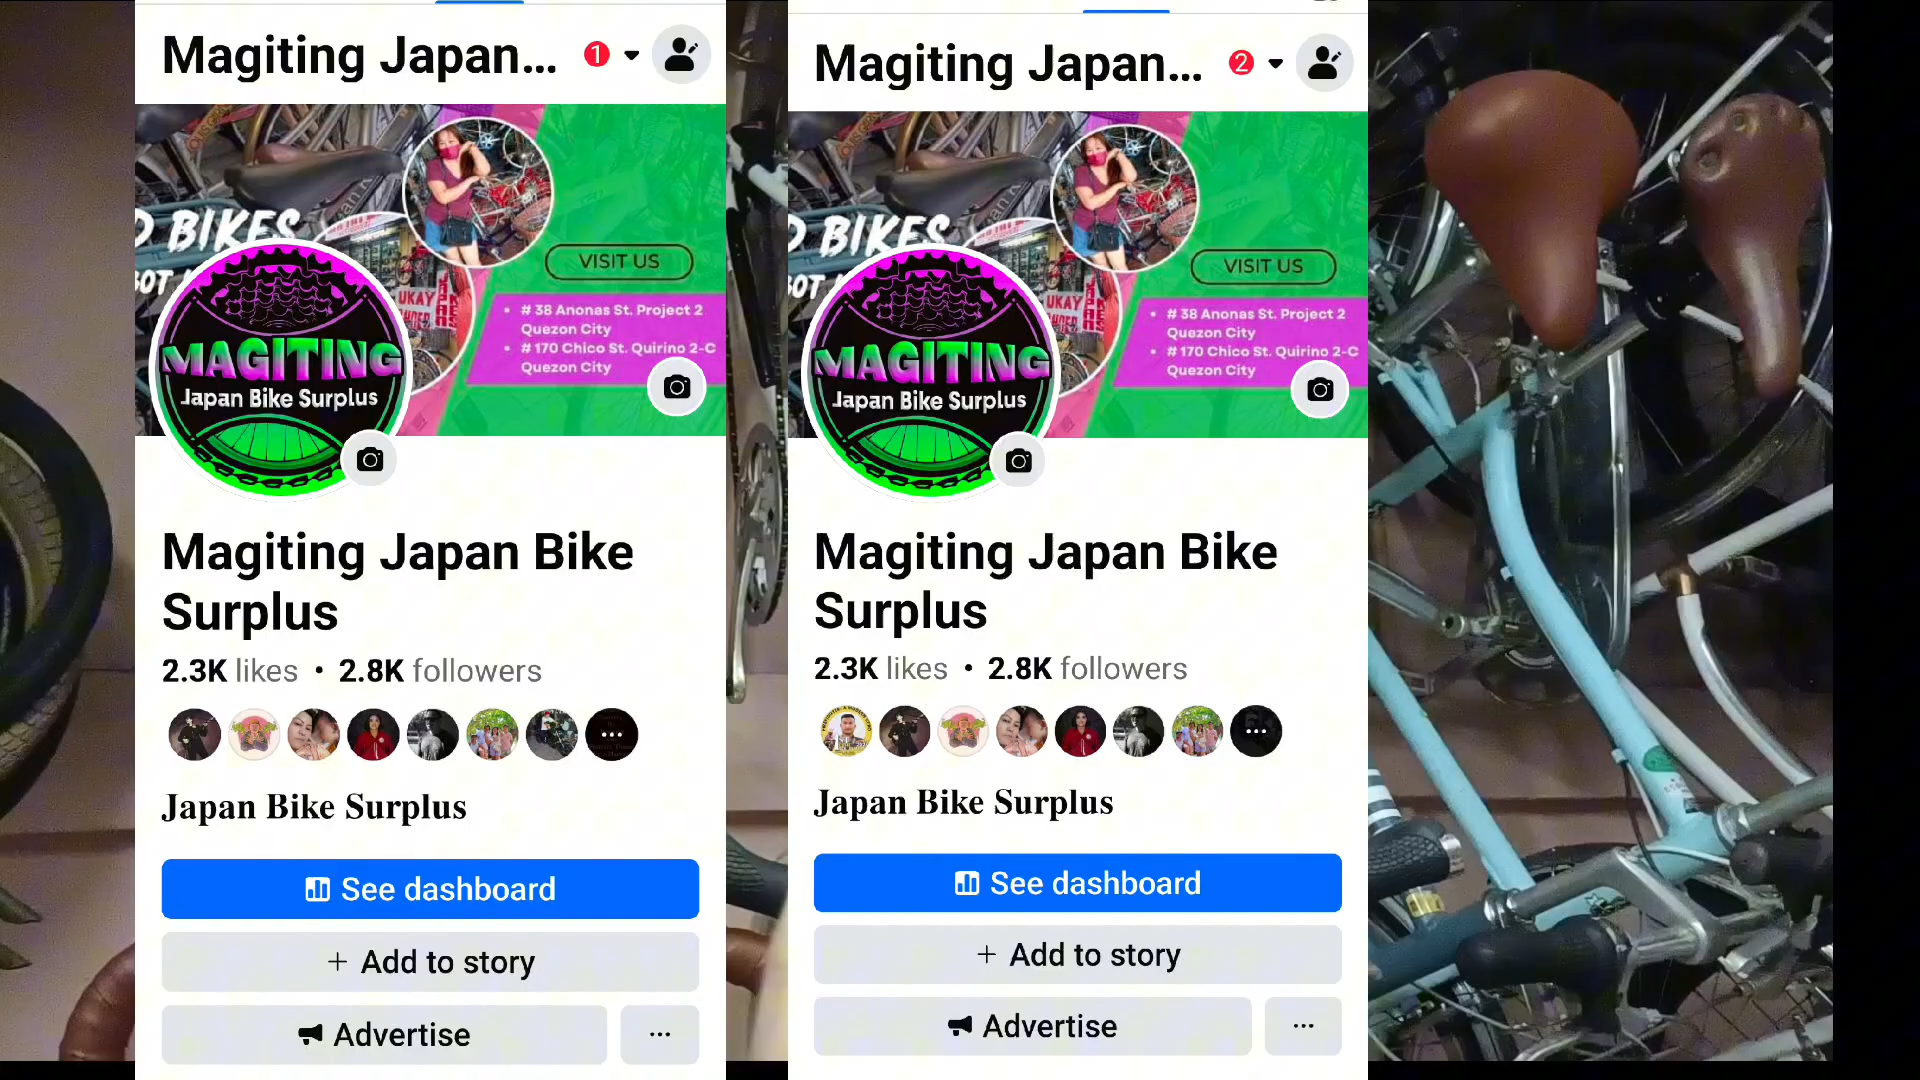 Magiting Japan... 1
D BIKES
VISIT US
UKAY
• # 38 Anonas St. Project 2
Quezon City
• # 170 Chico St. Quirino 2-C
Quezon City
MAGITING
Japan Bike Surplus
Magiting Japan Bike
Surplus
2.3K likes • 2.8K followers
Japan Bike Surplus
See dashboard
+ Add to story
Advertise
...
Magiting Japan... 2
D BIKES
VISIT US
UKAY
• # 38 Anonas St. Project 2
Quezon City
• # 170 Chico St. Quirino 2-C
Quezon City
MAGITING
Japan Bike Surplus
Magiting Japan Bike
Surplus
2.3K likes • 2.8K followers
Japan Bike Surplus
See dashboard
+ Add to story
Advertise
...